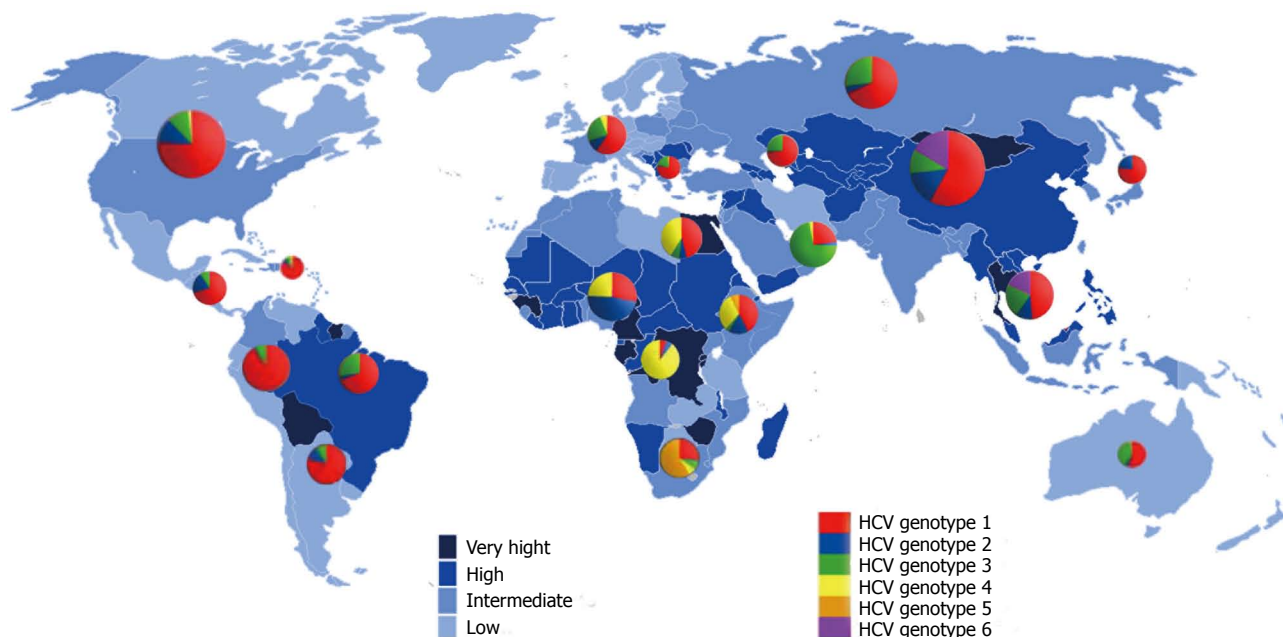 Very hight
High
Intermediate
Low
HCV genotype 1
HCV genotype 2
HCV genotype 3
HCV genotype 4
HCV genotype 5
HCV genotype 6